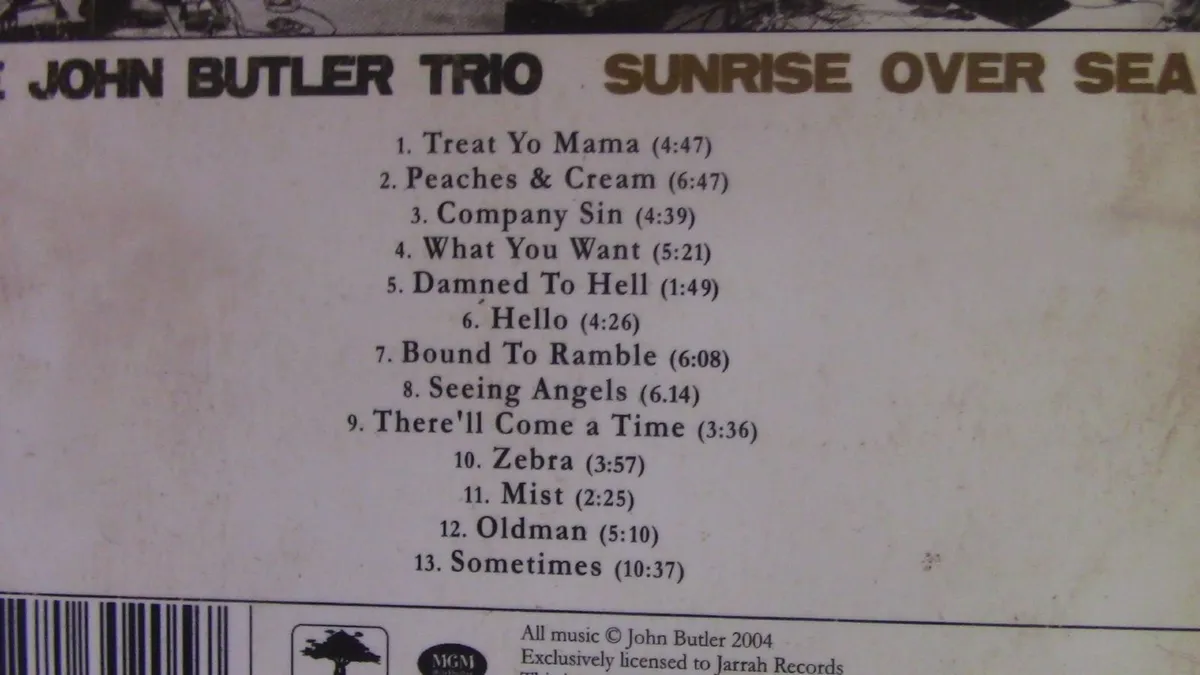 JOHN BUTLER TRIO SUNRISE OVER SEA
1. Treat Yo Mama (4:47)
2. Peaches & Cream (6:47)
3. Company Sin (4:39)
4. What You Want (5:21)
5. Damned To Hell (1:49)
6. Hello (4:26)
7. Bound To Ramble (6:08)
8. Seeing Angels (6.14)
9. There'll Come a Time (3:36)
10. Zebra (3:57)
11. Mist (2:25)
12. Oldman (5:10)
13. Sometimes (10:37)
MGM
All music © John Butler 2004
Exclusively licensed to Jarrah Records